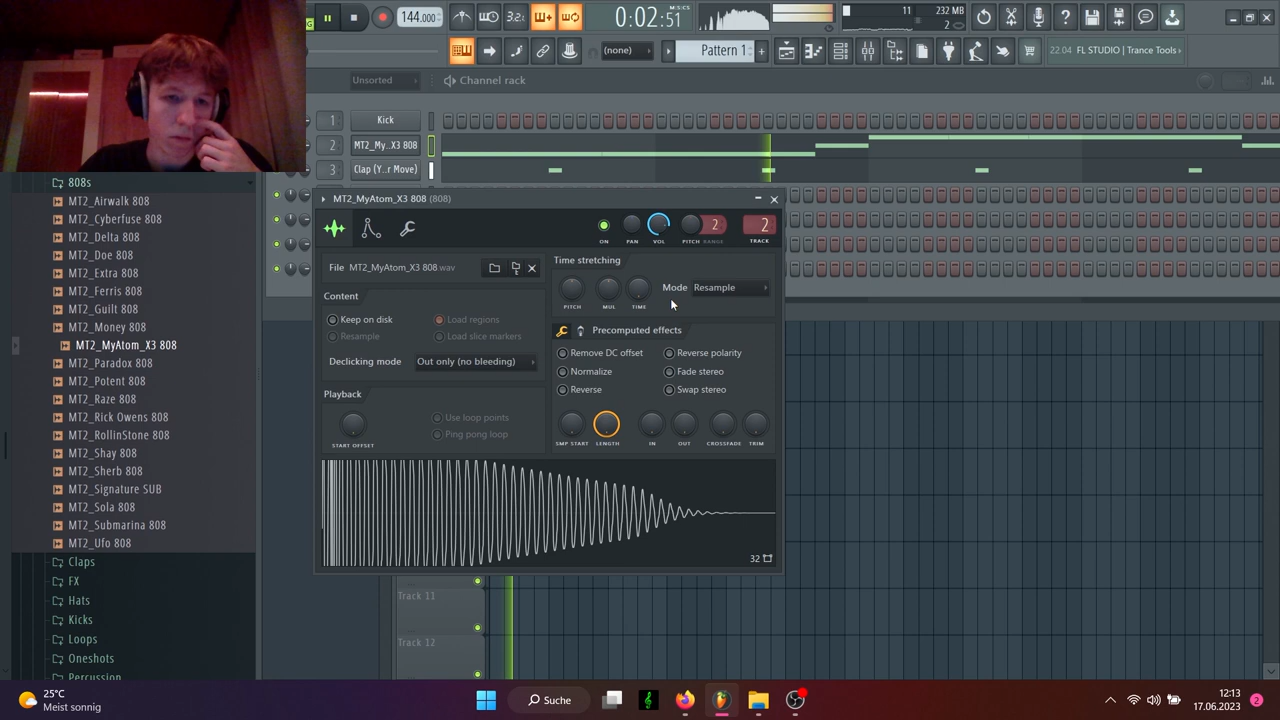 144.000
3.2.
0:02:51
M:S:CS
11
232 MB
2
(none)
Pattern 1
22.04 FL STUDIO | Trance Tools
Unsorted
Channel rack
1 Kick
2 MT2_My..X3 808
3 Clap (Y..r Move)
808s
MT2_Airwalk 808
MT2_Cyberfuse 808
MT2_Delta 808
MT2_Doe 808
MT2_Extra 808
MT2_Ferris 808
MT2_Guilt 808
MT2_Money 808
MT2_MyAtom_X3 808
MT2_Paradox 808
MT2_Potent 808
MT2_Raze 808
MT2_Rick Owens 808
MT2_RollinStone 808
MT2_Shay 808
MT2_Sherb 808
MT2_Signature SUB
MT2_Sola 808
MT2_Submarina 808
MT2_Ufo 808
Claps
FX
Hats
Kicks
Loops
Oneshots
Percussion
MT2_MyAtom_X3 808 (808)
2
2
ON PAN VOL PITCH RANGE TRACK
File MT2_MyAtom_X3 808.wav
Content
Keep on disk
Load regions
Resample
Load slice markers
Declicking mode Out only (no bleeding)
Playback
Use loop points
Ping pong loop
START OFFSET
Time stretching
Mode Resample
PITCH MUL TIME
Precomputed effects
Remove DC offset
Reverse polarity
Normalize
Fade stereo
Reverse
Swap stereo
SMP START LENGTH IN OUT CROSSFADE TRIM
32
Track 11
Track 12
25°C
Meist sonnig
Suche
12:13
17.06.2023
2